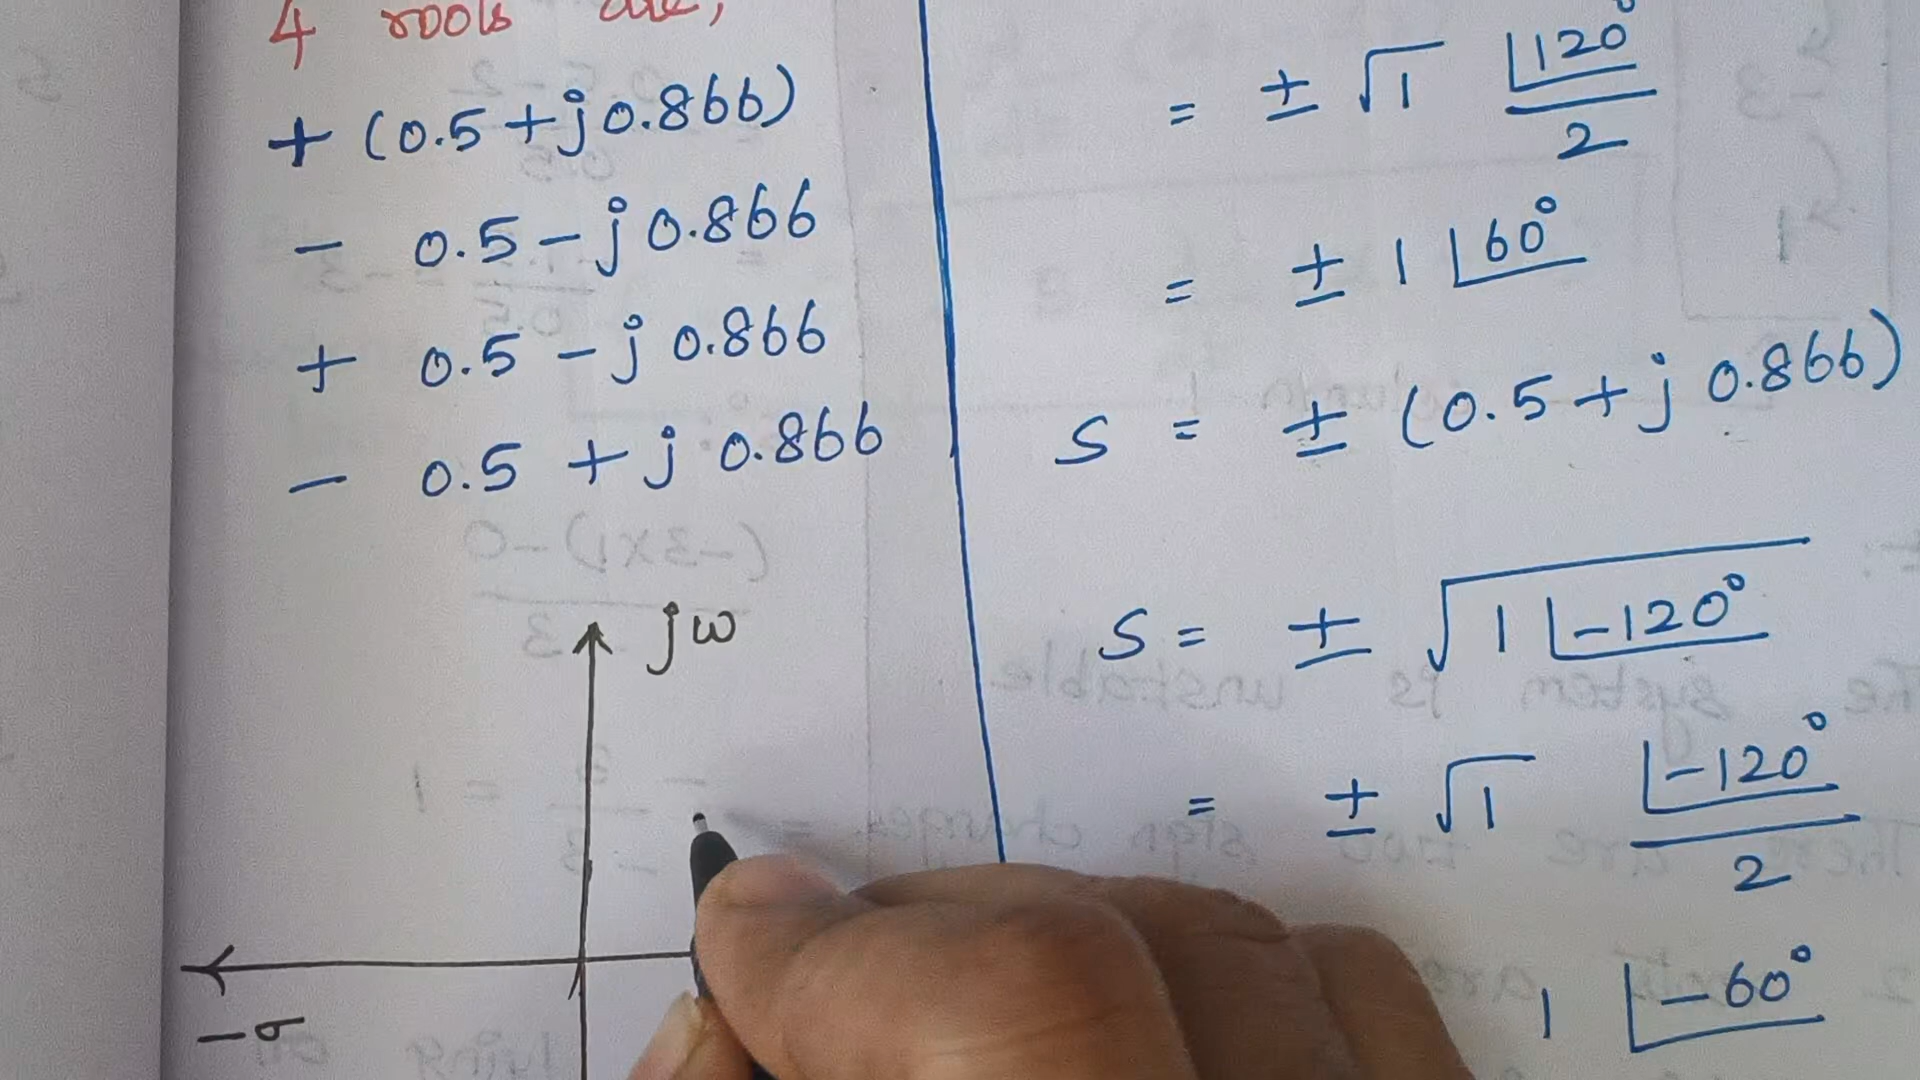 4 roots are,
+ (0.5 + j0.866)
- 0.5 - j 0.866
+ 0.5 - j 0.866
- 0.5 + j 0.866
jω
-σ
= ± √1 ∠120° / 2
= ± 1 ∠60°
S = ± (0.5 + j 0.866)
S = ± √(1 ∠-120°)
= ± √1 ∠-120° / 2
1 ∠-60°